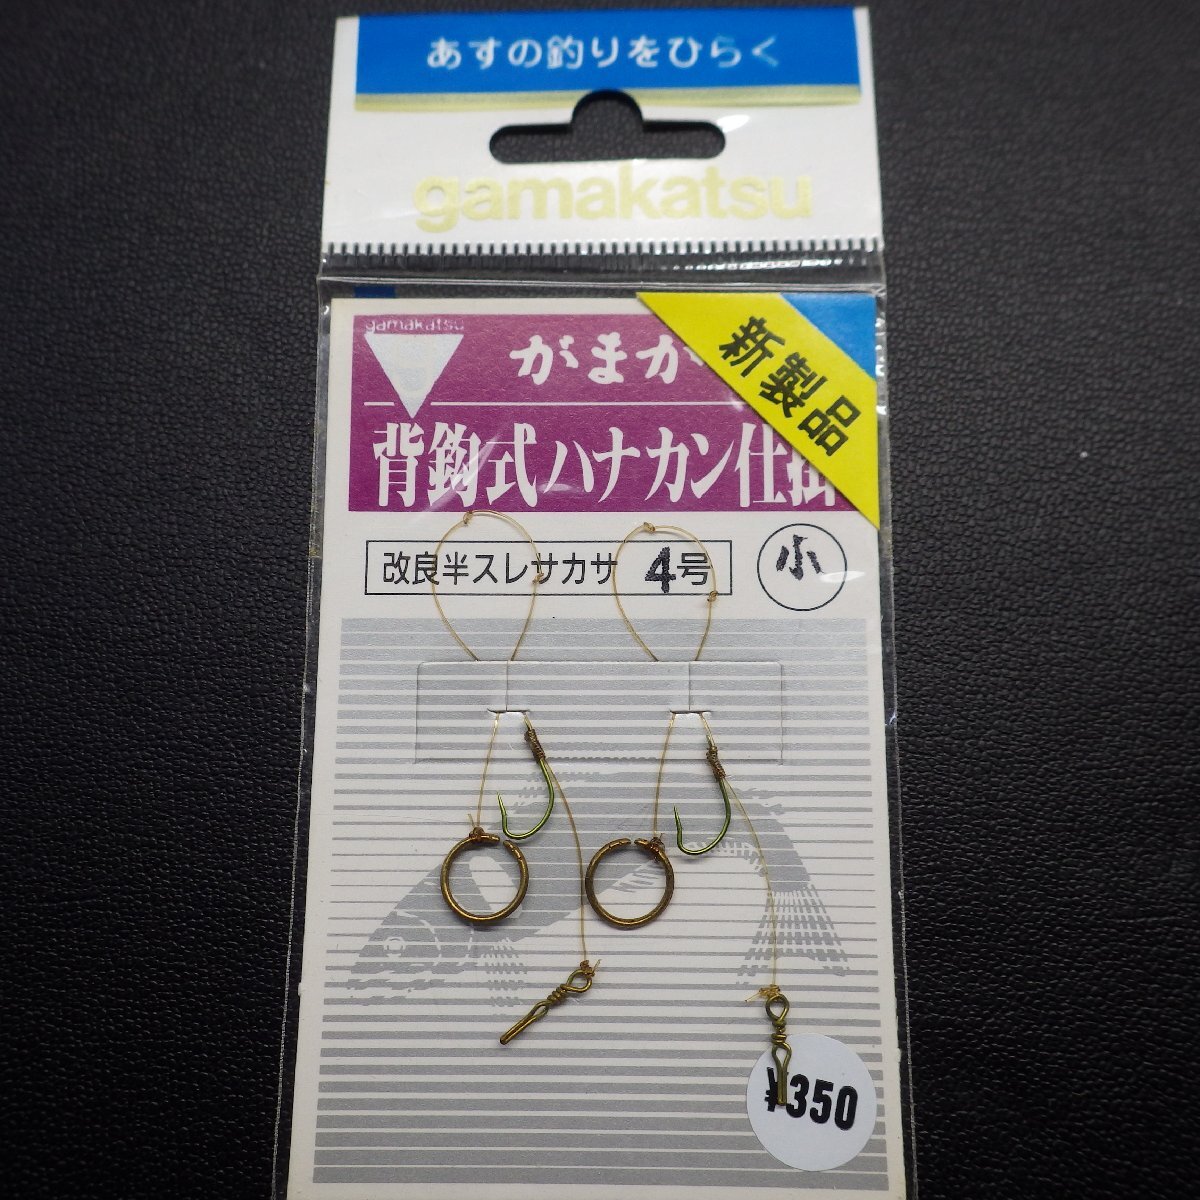 あすの釣りをひらく
gamakatsu
gamakatsu
がまか
新製品
背鈎式ハナカン仕掛
改良半スレサカサ 4号
小
¥350